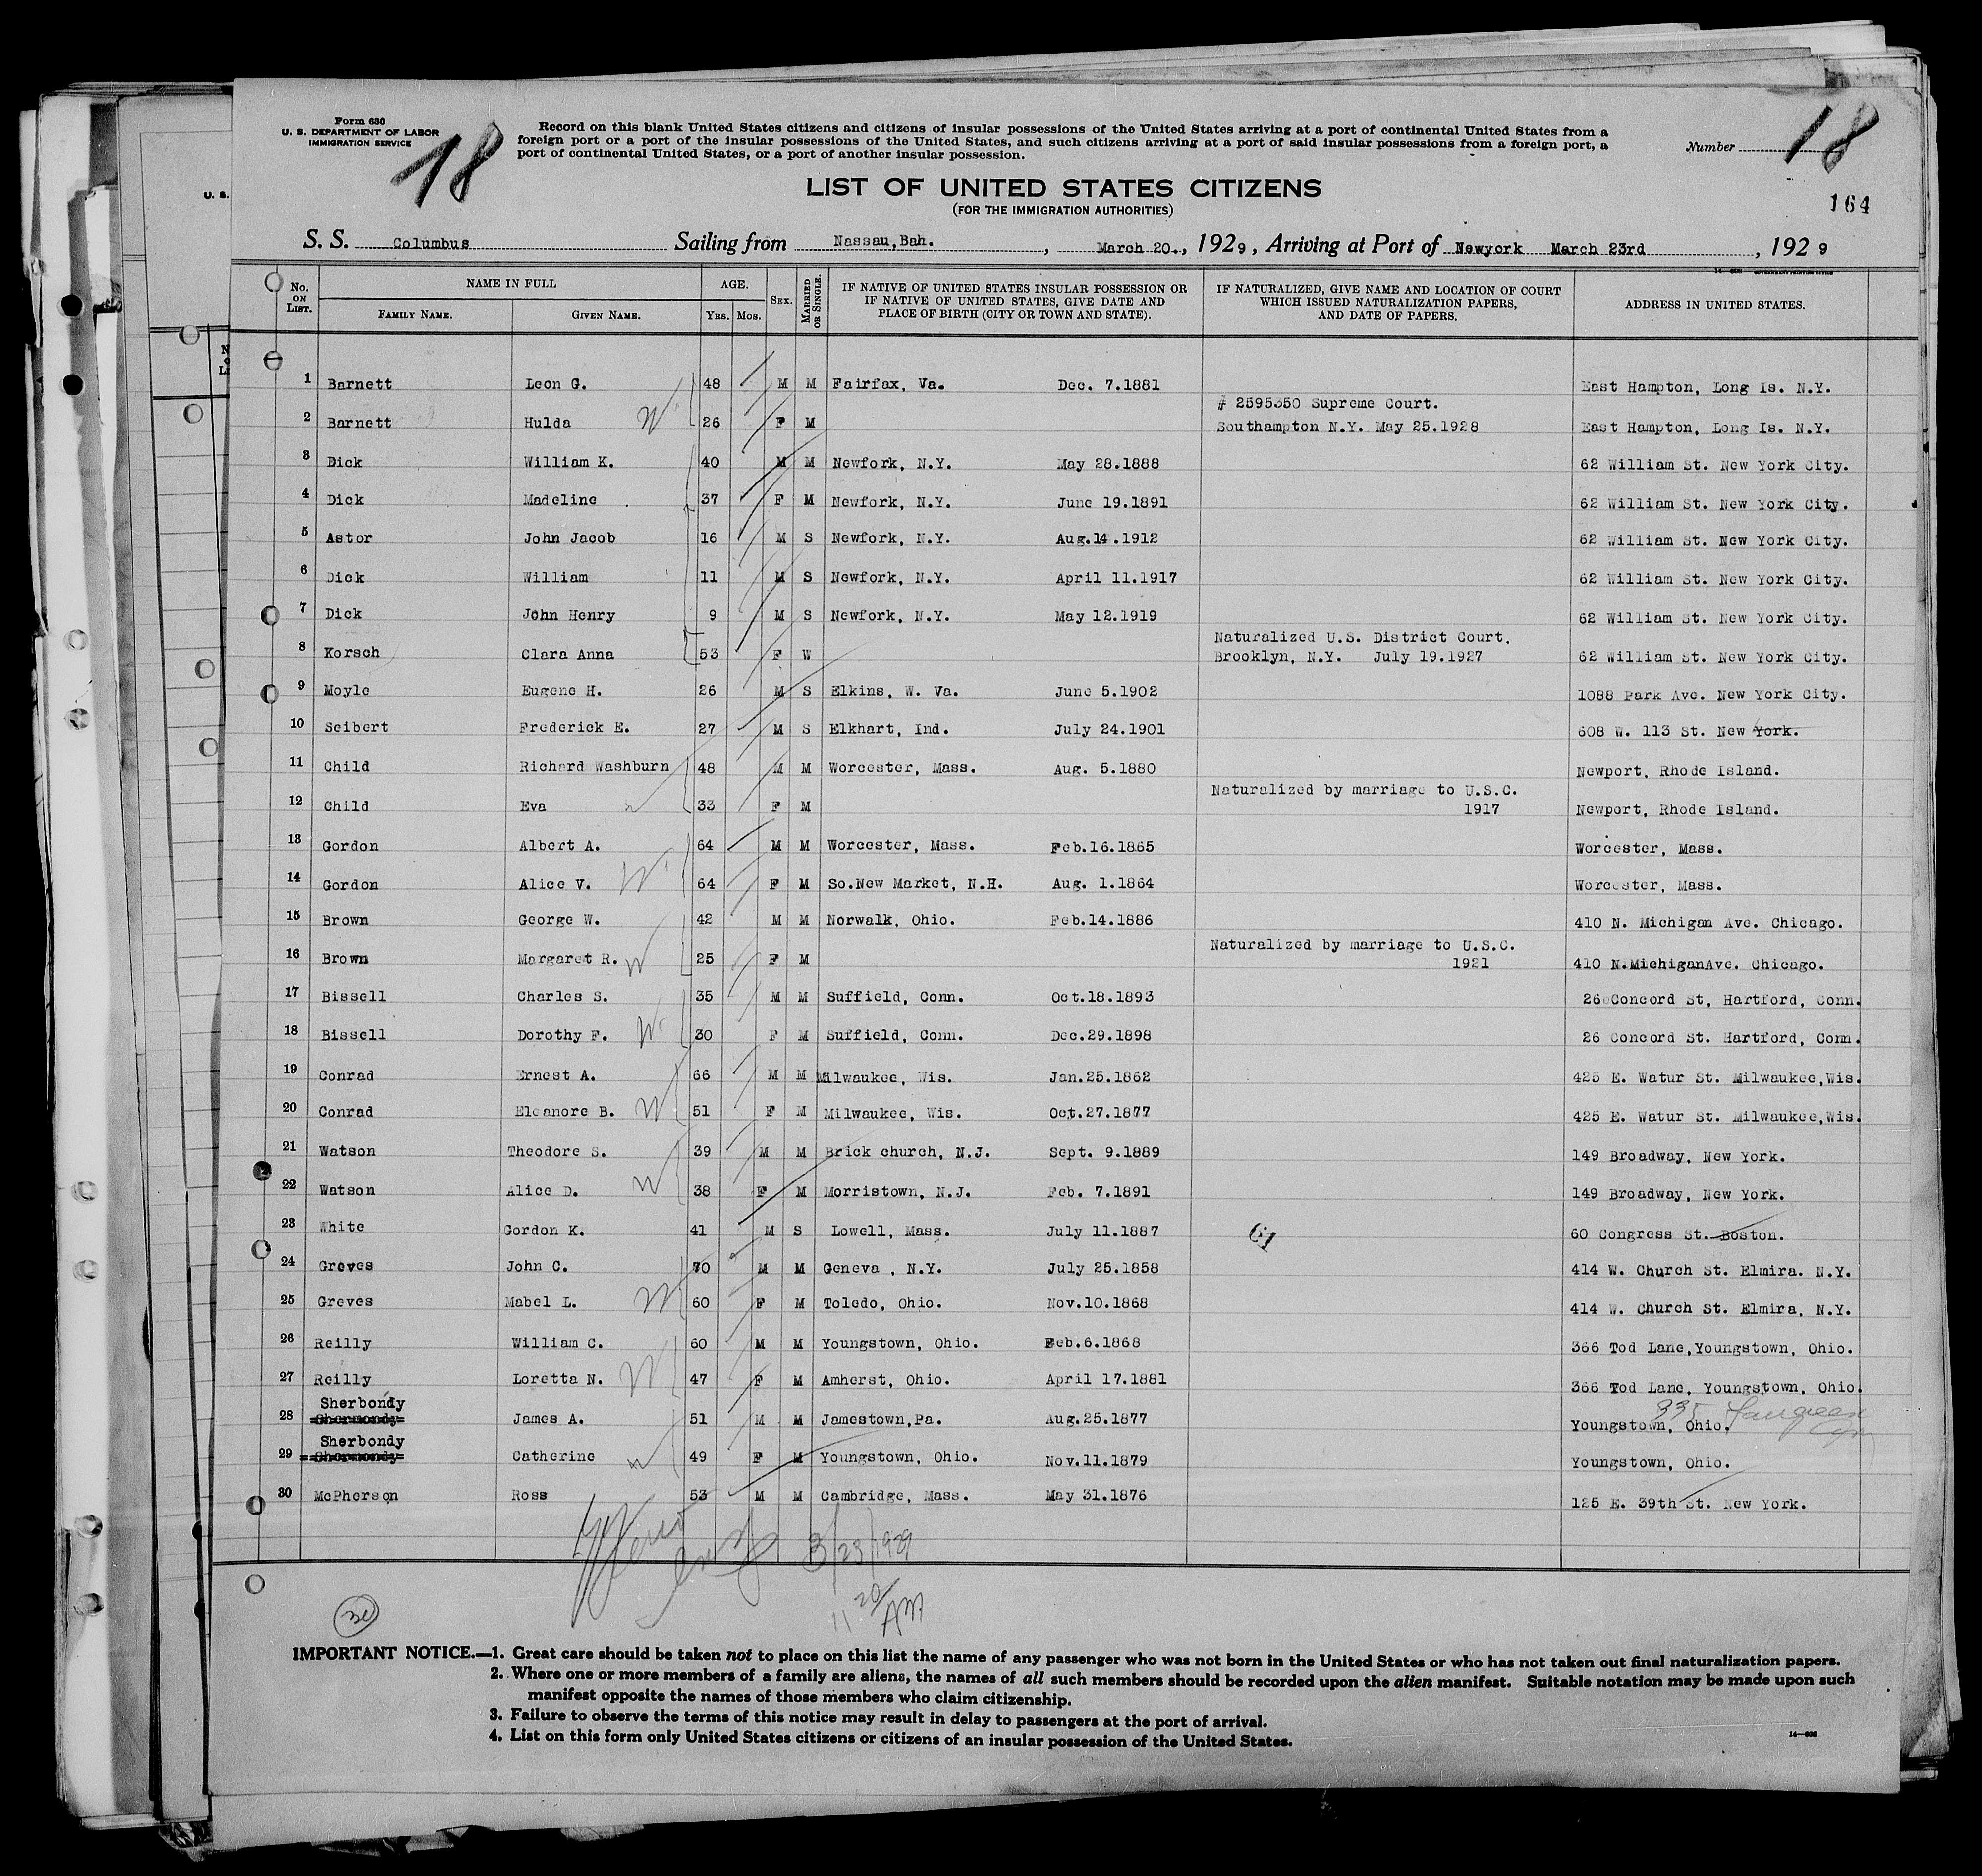 Form 630
U. S. DEPARTMENT OF LABOR
IMMIGRATION SERVICE
18
Record on this blank United States citizens and citizens of insular possessions of the United States arriving at a port of continental United States from a
foreign port or a port of the insular possessions of the United States, and such citizens arriving at a port of said insular possessions from a foreign port, a
port of continental United States, or a port of another insular possession.
Number 18
U. S.
LIST OF UNITED STATES CITIZENS
(FOR THE IMMIGRATION AUTHORITIES)
164
S. S. Columbus Sailing from Nassau,Bah. , March 20., 1929, Arriving at Port of Newyork March 23rd , 1929
No. ON LIST. NAME IN FULL FAMILY NAME. GIVEN NAME. AGE. YRS. MOS. SEX. MARRIED OR SINGLE. IF NATIVE OF UNITED STATES INSULAR POSSESSION OR IF NATIVE OF UNITED STATES, GIVE DATE AND PLACE OF BIRTH (CITY OR TOWN AND STATE). IF NATURALIZED, GIVE NAME AND LOCATION OF COURT WHICH ISSUED NATURALIZATION PAPERS, AND DATE OF PAPERS. ADDRESS IN UNITED STATES.
1 Barnett Leon G. 48 M M Fairfax, Va. Dec. 7.1881 East Hampton, Long Is. N.Y.
# 2595350 Supreme Court.
2 Barnett Hulda 26 F M Southampton N.Y. May 25.1928 East Hampton, Long Is. N.Y.
3 Dick William K. 40 M M Newfork, N.Y. May 28.1888 62 William St. New York City.
4 Dick Madeline 37 F M Newfork, N.Y. June 19.1891 62 William St. New York City.
5 Astor John Jacob 16 M S Newfork, N.Y. Aug.14.1912 62 William St. New York City.
6 Dick William 11 M S Newfork, N.Y. April 11.1917 62 William St. New York City.
7 Dick John Henry 9 M S Newfork, N.Y. May 12.1919 62 William St. New York City.
Naturalized U.S. District Court,
8 Korsch Clara Anna 53 F W Brooklyn, N.Y. July 19.1927 62 William St. New York City.
9 Moyle Eugene H. 26 M S Elkins, W. Va. June 5.1902 1088 Park Ave. New York City.
10 Seibert Frederick E. 27 M S Elkhart, Ind. July 24.1901 608 W. 113 St. New York.
11 Child Richard Washburn 48 M M Worcester, Mass. Aug. 5.1880 Newport, Rhode Island.
Naturalized by marriage to U.S.C.
12 Child Eva 33 F M 1917 Newport, Rhode Island.
13 Gordon Albert A. 64 M M Worcester, Mass. Feb.16.1865 Worcester, Mass.
14 Gordon Alice V. 64 F M So.New Market, N.H. Aug. 1.1864 Worcester, Mass.
15 Brown George W. 42 M M Norwalk, Ohio. Feb.14.1886 410 N. Michigan Ave. Chicago.
Naturalized by marriage to U.S.C.
16 Brown Margaret R. 25 F M 1921 410 N.MichiganAve. Chicago.
17 Bissell Charles S. 35 M M Suffield, Conn. Oct.18.1893 26 Concord St, Hartford, Conn.
18 Bissell Dorothy F. 30 F M Suffield, Conn. Dec.29.1898 26 Concord St. Hartford, Conn.
19 Conrad Ernest A. 66 M M Milwaukee, Wis. Jan.25.1862 425 E. Watur St. Milwaukee,Wis.
20 Conrad Eleanore B. 51 F M Milwaukee, Wis. Oct.27.1877 425 E. Watur St. Milwaukee,Wis.
21 Watson Theodore S. 39 M M Brick church, N.J. Sept. 9.1889 149 Broadway, New York.
22 Watson Alice D. 38 F M Morristown, N.J. Feb. 7.1891 149 Broadway, New York.
23 White Gordon K. 41 M S Lowell, Mass. July 11.1887 61 60 Congress St. Boston.
24 Greves John C. 70 M M Geneva , N.Y. July 25.1858 414 W. Church St. Elmira. N.Y.
25 Greves Mabel L. 60 F M Toledo, Ohio. Nov.10.1868 414 W. Church St. Elmira, N.Y.
26 Reilly William C. 60 M M Youngstown, Ohio. Feb.6.1868 366 Tod Lane,Youngstown, Ohio.
27 Reilly Loretta N. 47 F M Amherst, Ohio. April 17.1881 366 Tod Lane, Youngstown, Ohio.
Sherbondy
28 Shermondy James A. 51 M M Jamestown,Pa. Aug.25.1877 Youngstown, Ohio.
Sherbondy
29 Shermondy Catherine 49 F M Youngstown, Ohio. Nov.11.1879 Youngstown, Ohio.
30 McPherson Ross 53 M M Cambridge, Mass. May 31.1876 125 E. 39th St. New York.
3/23/1929
11 20/AM
IMPORTANT NOTICE.—1. Great care should be taken not to place on this list the name of any passenger who was not born in the United States or who has not taken out final naturalization papers.
2. Where one or more members of a family are aliens, the names of all such members should be recorded upon the alien manifest. Suitable notation may be made upon such
manifest opposite the names of those members who claim citizenship.
3. Failure to observe the terms of this notice may result in delay to passengers at the port of arrival.
4. List on this form only United States citizens or citizens of an insular possession of the United States.